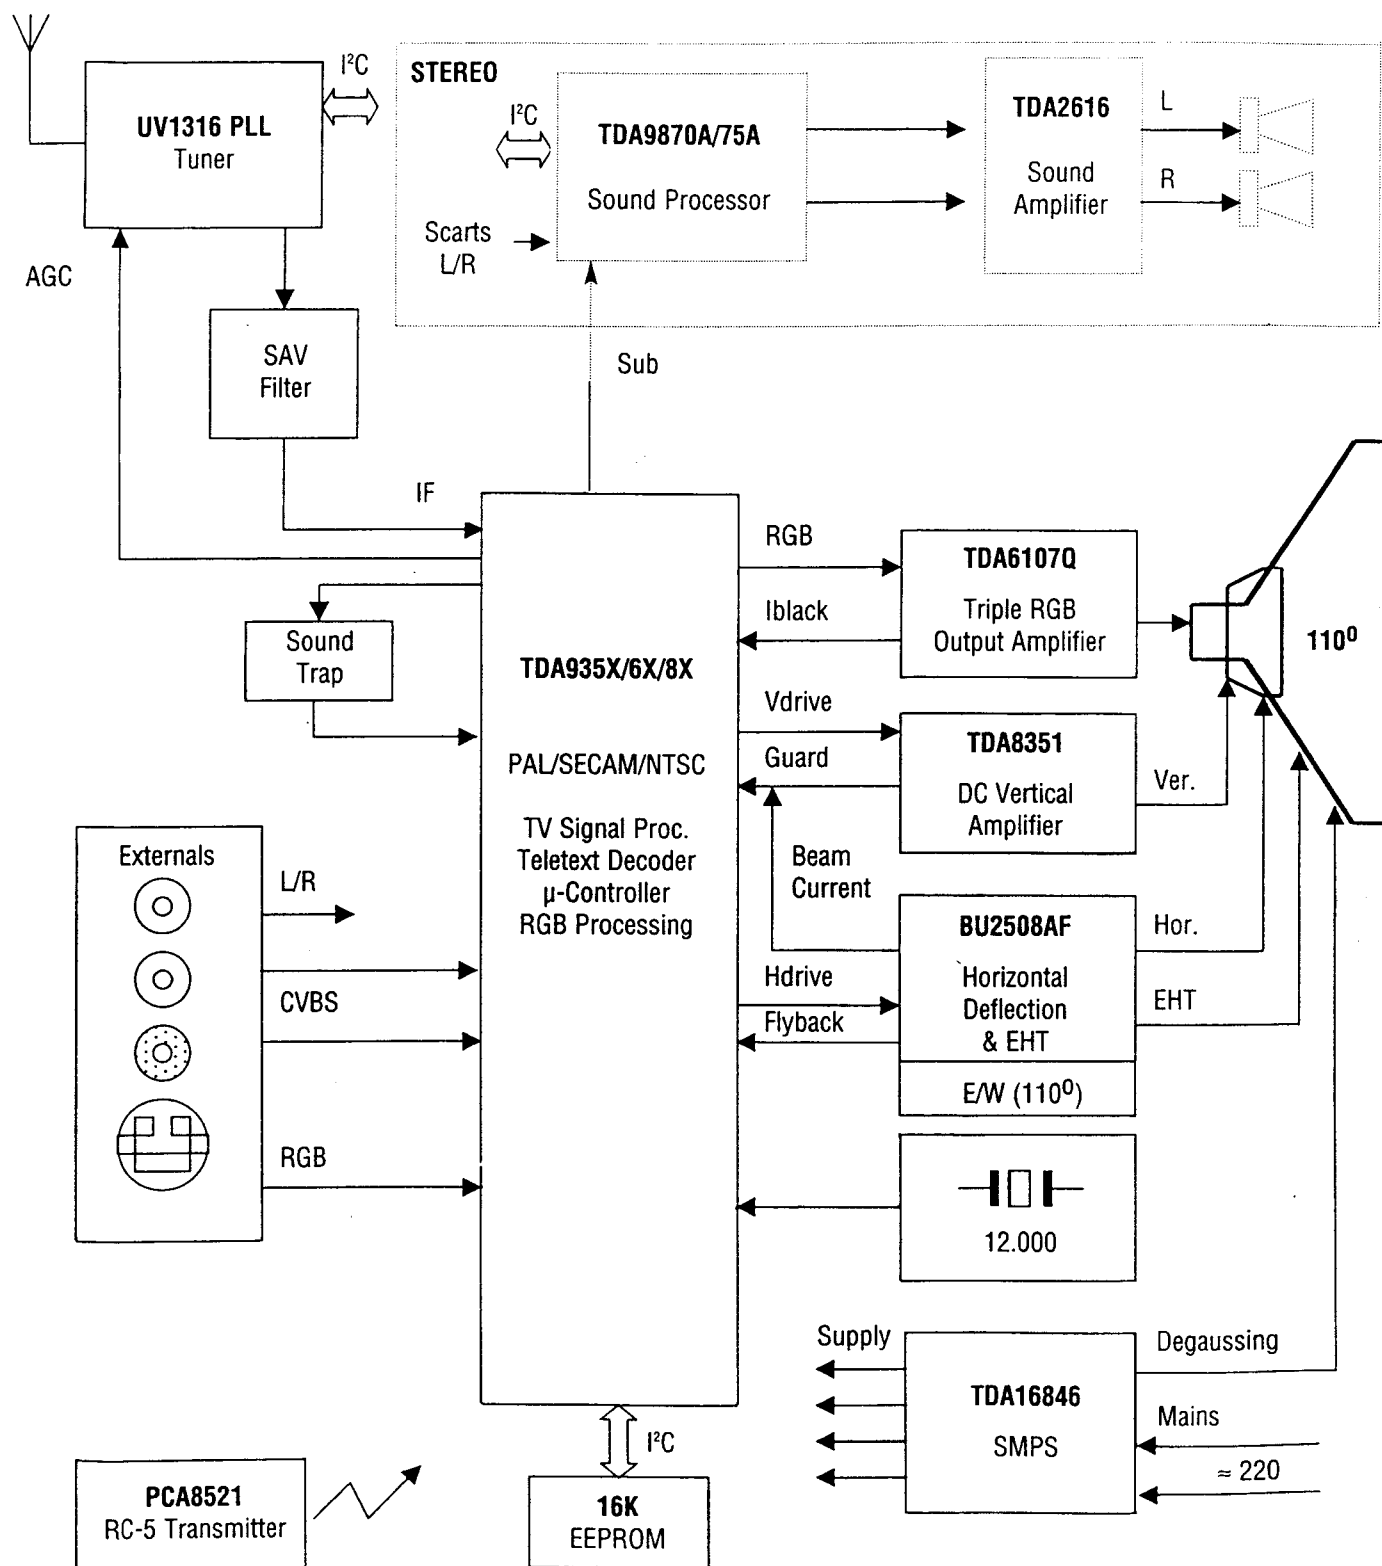 I²C
UV1316 PLL
Tuner
STEREO
I²C
TDA9870A/75A
Sound Processor
Scarts
L/R
TDA2616
Sound
Amplifier
L
R
AGC
SAV
Filter
Sub
IF
Sound
Trap
TDA935X/6X/8X
PAL/SECAM/NTSC
TV Signal Proc.
Teletext Decoder
µ-Controller
RGB Processing
RGB
Iblack
TDA6107Q
Triple RGB
Output Amplifier
110⁰
Vdrive
Guard
TDA8351
DC Vertical
Amplifier
Ver.
Beam
Current
Externals
L/R
CVBS
RGB
Hdrive
Flyback
BU2508AF
Horizontal
Deflection
& EHT
E/W (110⁰)
Hor.
EHT
12.000
Supply
TDA16846
SMPS
Degaussing
Mains
≈ 220
I²C
16K
EEPROM
PCA8521
RC-5 Transmitter